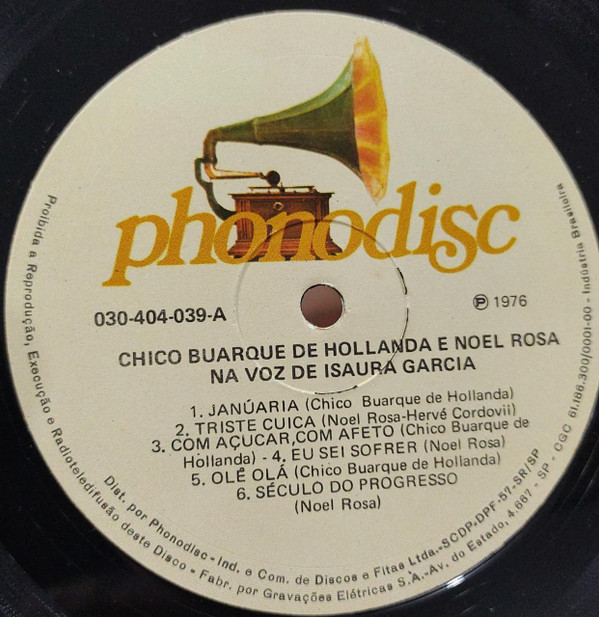 phonodisc
030-404-039-A
Ⓟ 1976
CHICO BUARQUE DE HOLLANDA E NOEL ROSA
NA VOZ DE ISAURA GARCIA
1. JANÚARIA (Chico Buarque de Hollanda)
2. TRISTE CUICA (Noel Rosa-Hervé Cordovii)
3. COM AÇUCAR,COM AFETO (Chico Buarque de
Hollanda) - 4. EU SEI SOFRER (Noel Rosa)
5. OLÊ OLÁ (Chico Buarque de Hollanda)
6. SÉCULO DO PROGRESSO
(Noel Rosa)
Proibida a Reprodução, Execução e Radioteledifusão deste Disco - Fabr. por Gravações Elétricas S.A.-Av. do Estado, 4.667 - SP - CGC 61.186.300/0001-00 - Indústria Brasileira
Dist. por Phonodisc - Ind. e Com. de Discos e Fitas Ltda.-SCDP-DPF-57-SR/SP